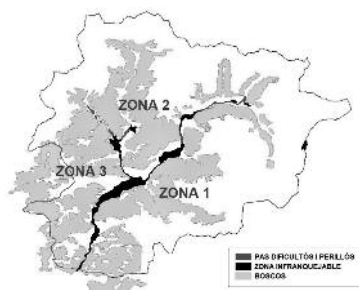 ZONA 2
ZONA 3
ZONA 1
PAS DIFICULTÓS I PERILLÓS
ZONA INFRANQUEJABLE
BOSCOS